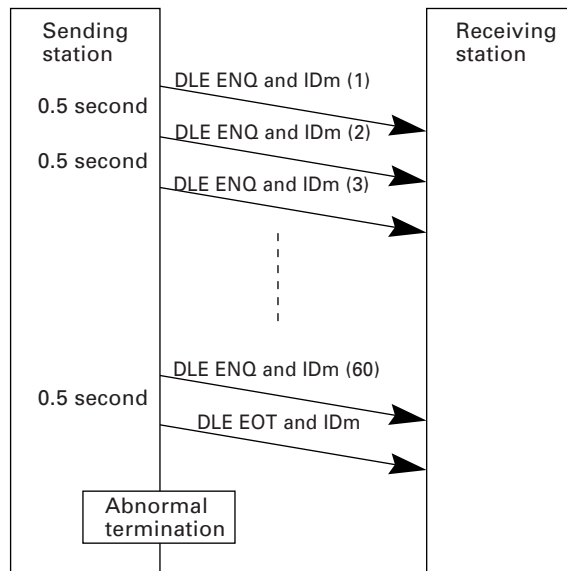 Sending
station
Receiving
station
DLE ENQ and IDm (1)
0.5 second
DLE ENQ and IDm (2)
0.5 second
DLE ENQ and IDm (3)
DLE ENQ and IDm (60)
0.5 second
DLE EOT and IDm
Abnormal
termination